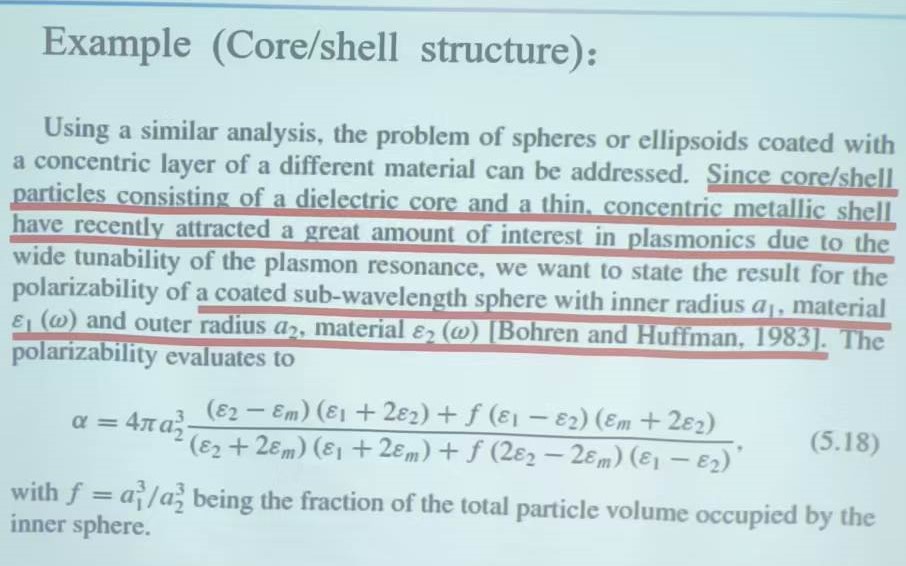 Example (Core/shell structure):
Using a similar analysis, the problem of spheres or ellipsoids coated with
a concentric layer of a different material can be addressed. Since core/shell
particles consisting of a dielectric core and a thin, concentric metallic shell
have recently attracted a great amount of interest in plasmonics due to the
wide tunability of the plasmon resonance, we want to state the result for the
polarizability of a coated sub-wavelength sphere with inner radius a₁, material
ε₁ (ω) and outer radius a₂, material ε₂ (ω) [Bohren and Huffman, 1983]. The
polarizability evaluates to
α = 4πa₂³ \frac{(ε₂ − εₘ) (ε₁ + 2ε₂) + f (ε₁ − ε₂) (εₘ + 2ε₂)}{(ε₂ + 2εₘ) (ε₁ + 2εₘ) + f (2ε₂ − 2εₘ) (ε₁ − ε₂)}, (5.18)
with f = a₁³/a₂³ being the fraction of the total particle volume occupied by the
inner sphere.